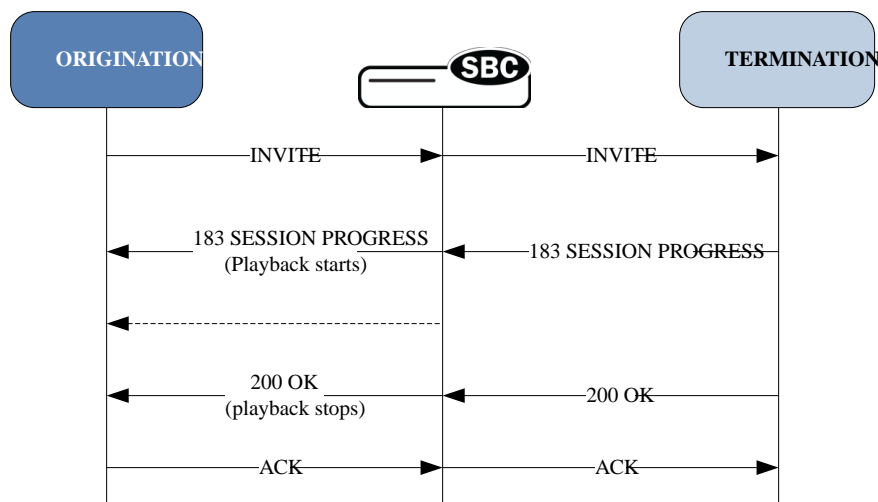 ORIGINATION
SBC
TERMINATION
INVITE
INVITE
183 SESSION PROGRESS
(Playback starts)
183 SESSION PROGRESS
200 OK
(playback stops)
200 OK
ACK
ACK